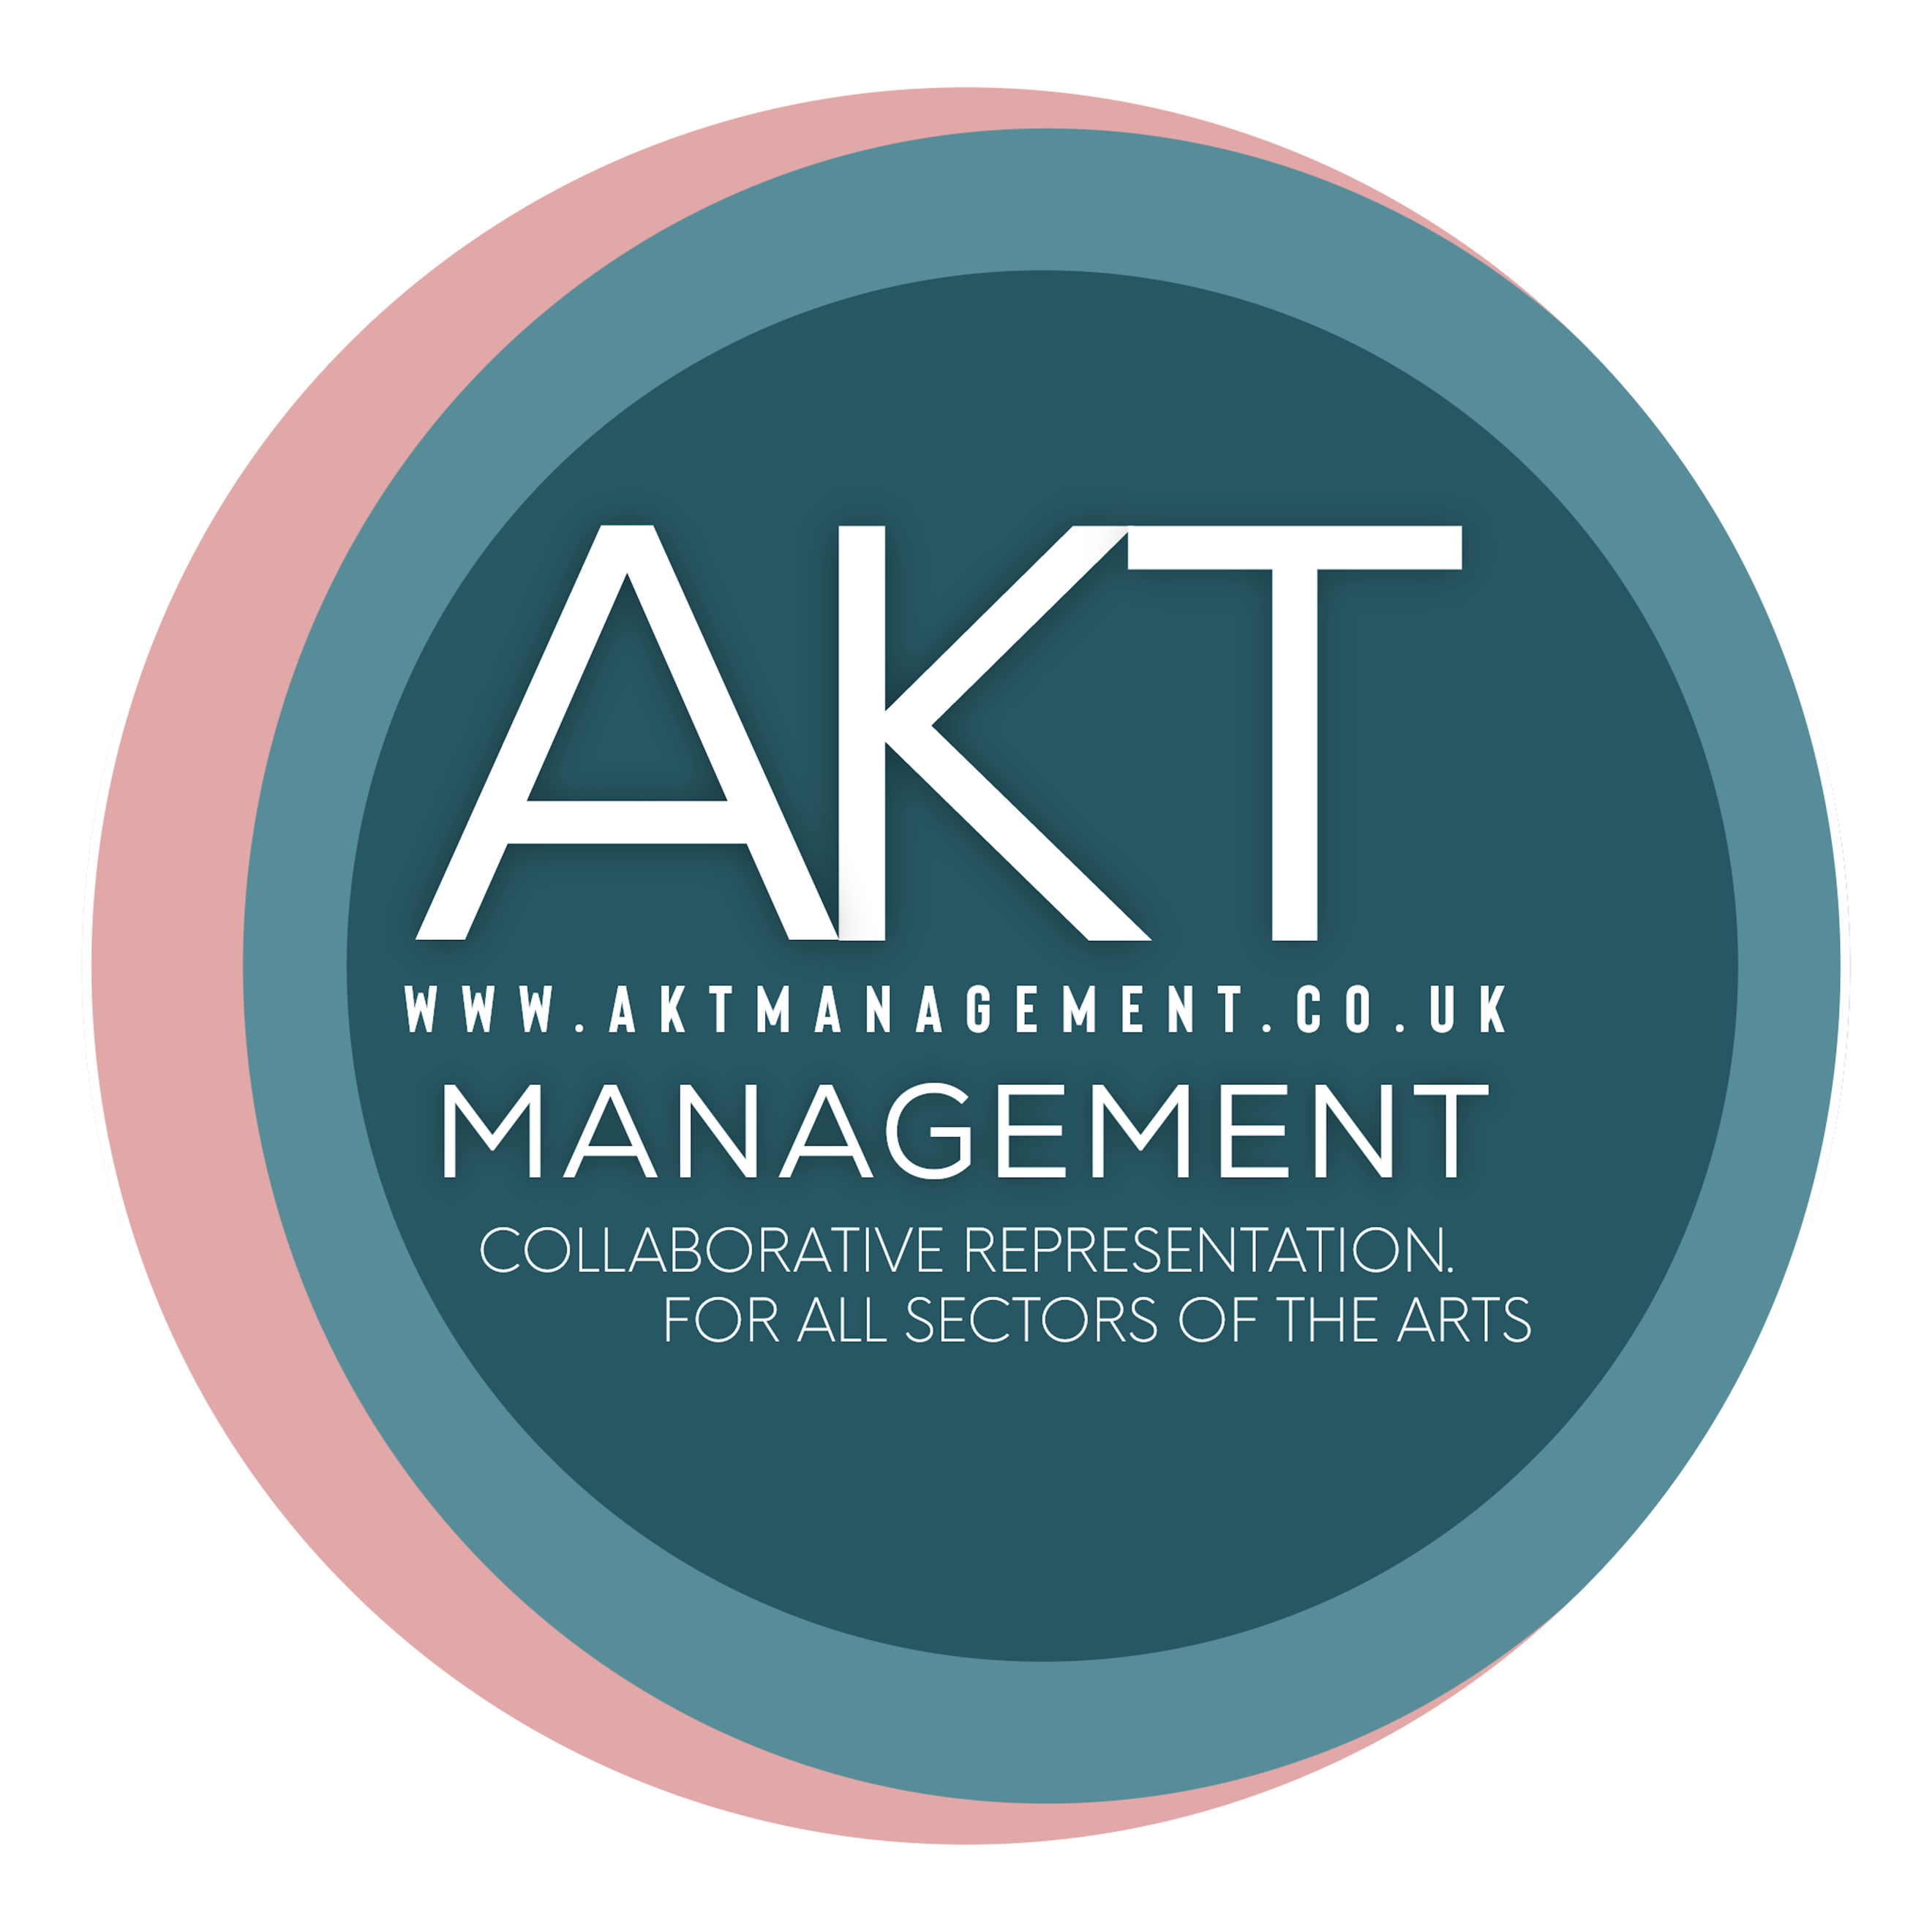 AKT
WWW.AKTMANAGEMENT.CO.UK
MANAGEMENT
COLLABORATIVE REPRESENTATION.
FOR ALL SECTORS OF THE ARTS